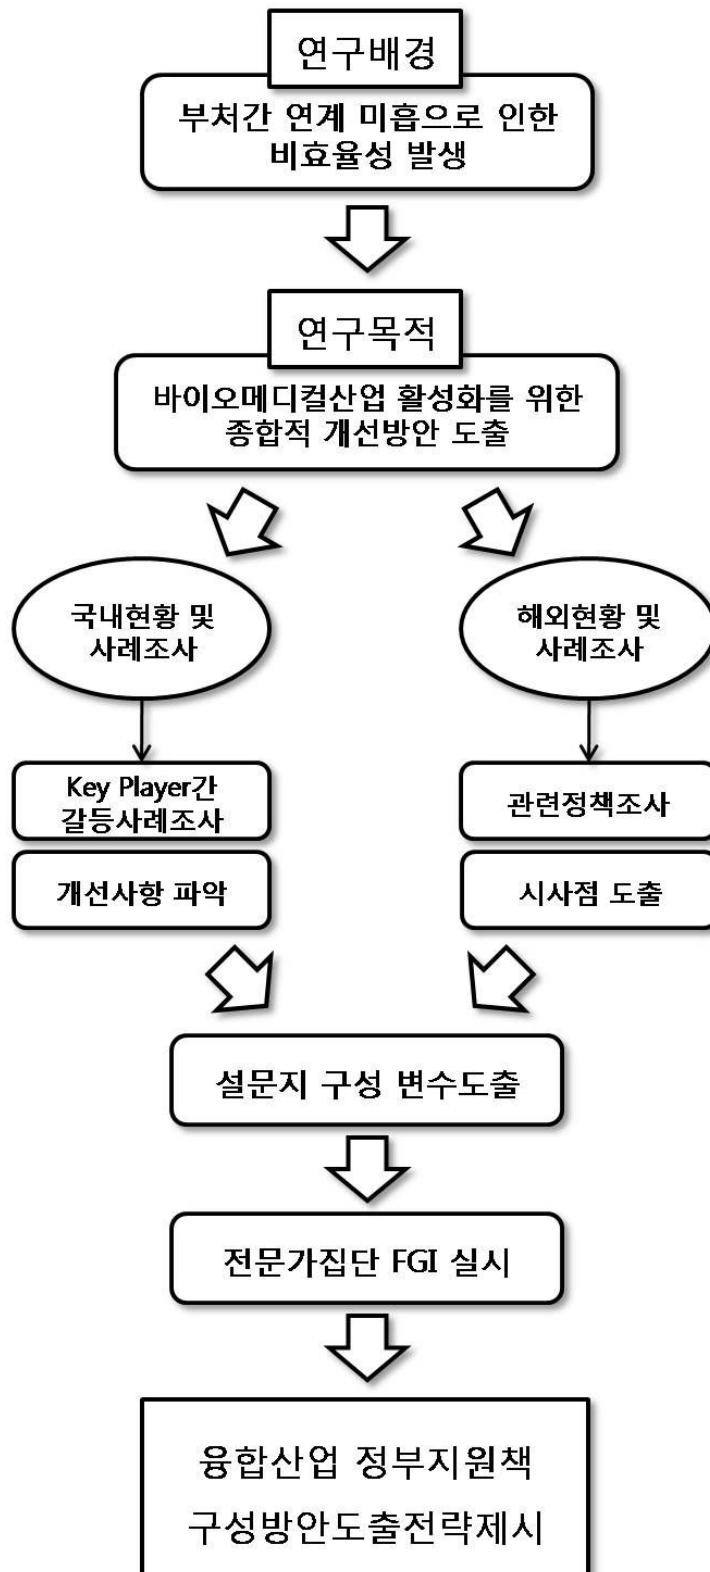 연구배경
부처간 연계 미흡으로 인한
비효율성 발생
연구목적
바이오메디컬산업 활성화를 위한
종합적 개선방안 도출
국내현황 및
사례조사
Key Player간
갈등사례조사
개선사항 파악
해외현황 및
사례조사
관련정책조사
시사점 도출
설문지 구성 변수도출
전문가집단 FGI 실시
융합산업 정부지원책
구성방안도출전략제시